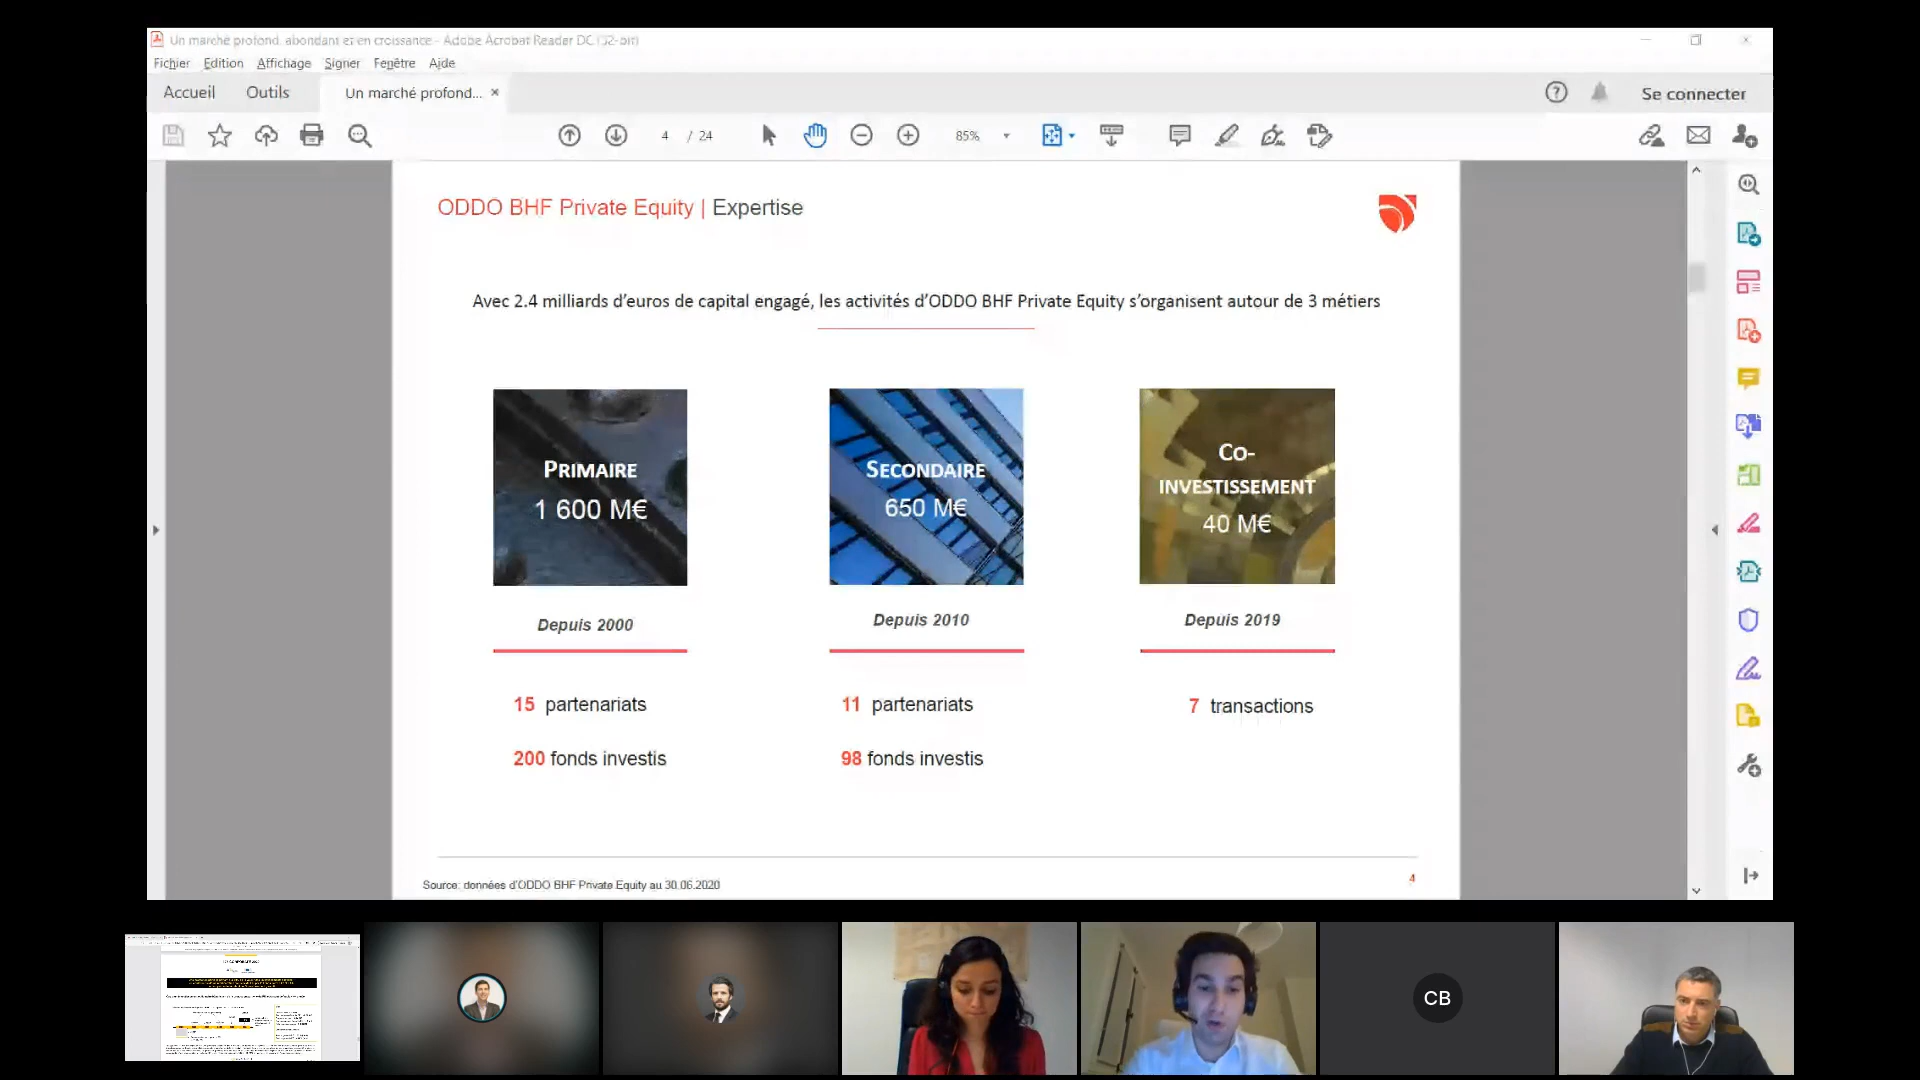 Un marché profond, abondant et en croissance - Adobe Acrobat Reader DC (32-bit)
Fichier Edition Affichage Signer Fenêtre Aide
Accueil Outils Un marché profond... × Se connecter
4 / 24 85%
ODDO BHF Private Equity | Expertise
Avec 2.4 milliards d'euros de capital engagé, les activités d'ODDO BHF Private Equity s'organisent autour de 3 métiers
PRIMAIRE
1 600 M€
SECONDAIRE
650 M€
CO-
INVESTISSEMENT
40 M€
Depuis 2000
Depuis 2010
Depuis 2019
15 partenariats
200 fonds investis
11 partenariats
98 fonds investis
7 transactions
Source: données d'ODDO BHF Private Equity au 30.06.2020
4
CB